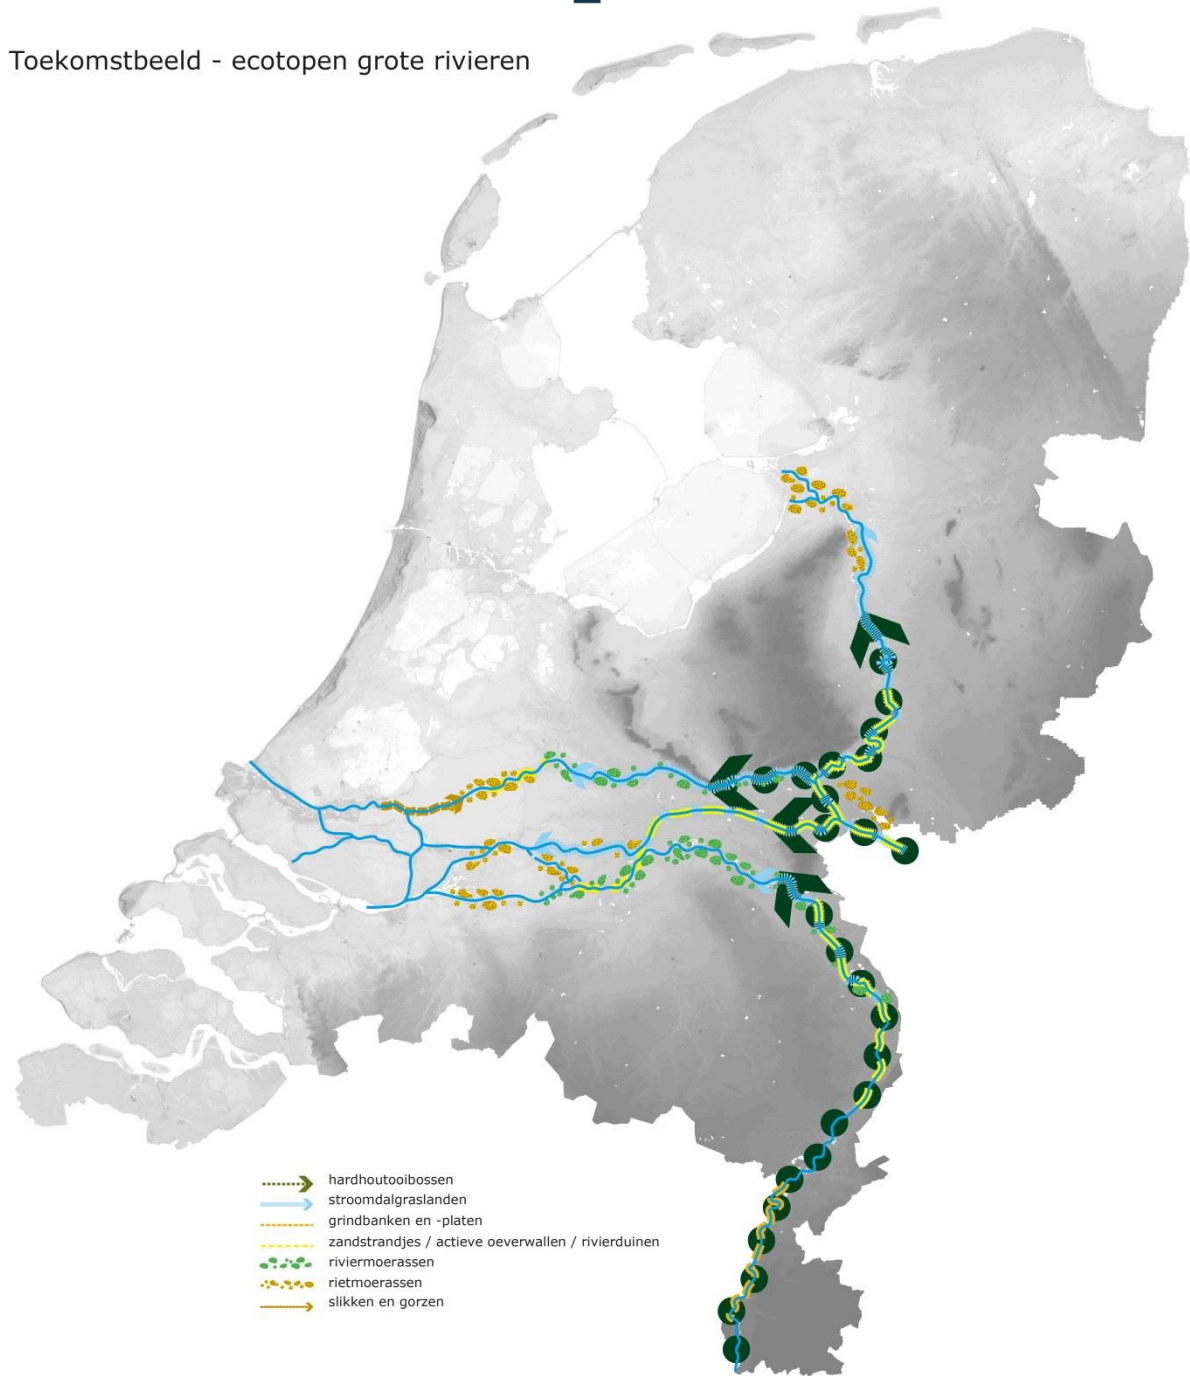 Toekomstbeeld - ecotopen grote rivieren
hardhoutooibossen
stroomdalgraslanden
grindbanken en -platen
zandstrandjes / actieve oeverwallen / rivierduinen
riviermoerassen
rietmoerassen
slikken en gorzen